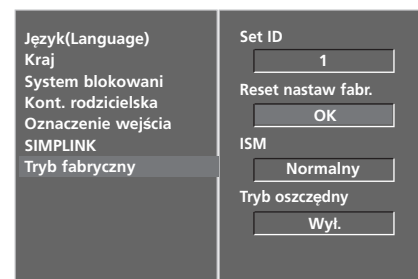 Język(Language)
Kraj
System blokowani
Kont. rodzicielska
Oznaczenie wejścia
SIMPLINK
Tryb fabryczny
Set ID
1
Reset nastaw fabr.
OK
ISM
Normalny
Tryb oszczędny
Wył.